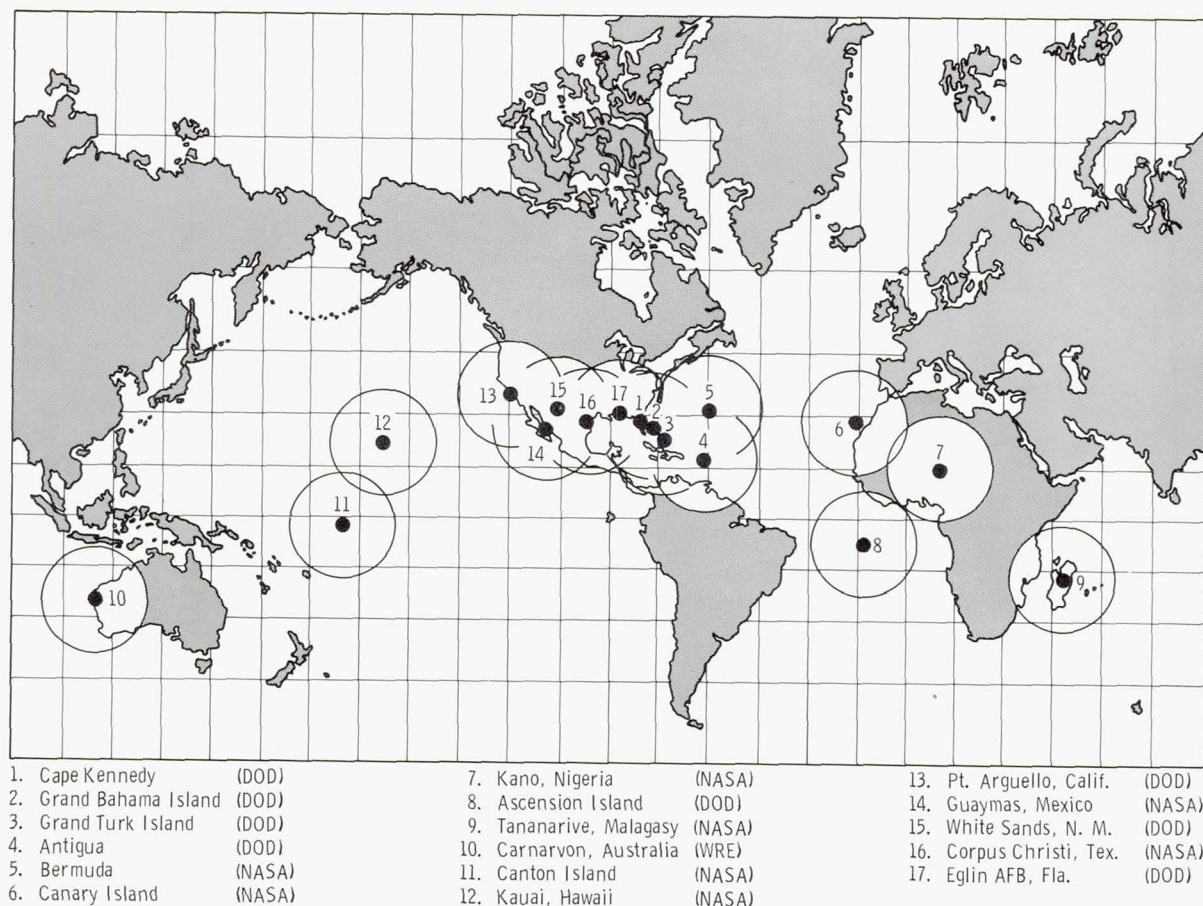 13
15
16
17
1
2
3
5
4
14
12
11
10
6
7
8
9
1. Cape Kennedy (DOD)
2. Grand Bahama Island (DOD)
3. Grand Turk Island (DOD)
4. Antigua (DOD)
5. Bermuda (NASA)
6. Canary Island (NASA)
7. Kano, Nigeria (NASA)
8. Ascension Island (DOD)
9. Tananarive, Malagasy (NASA)
10. Carnarvon, Australia (WRE)
11. Canton Island (NASA)
12. Kauai, Hawaii (NASA)
13. Pt. Arguello, Calif. (DOD)
14. Guaymas, Mexico (NASA)
15. White Sands, N. M. (DOD)
16. Corpus Christi, Tex. (NASA)
17. Eglin AFB, Fla. (DOD)